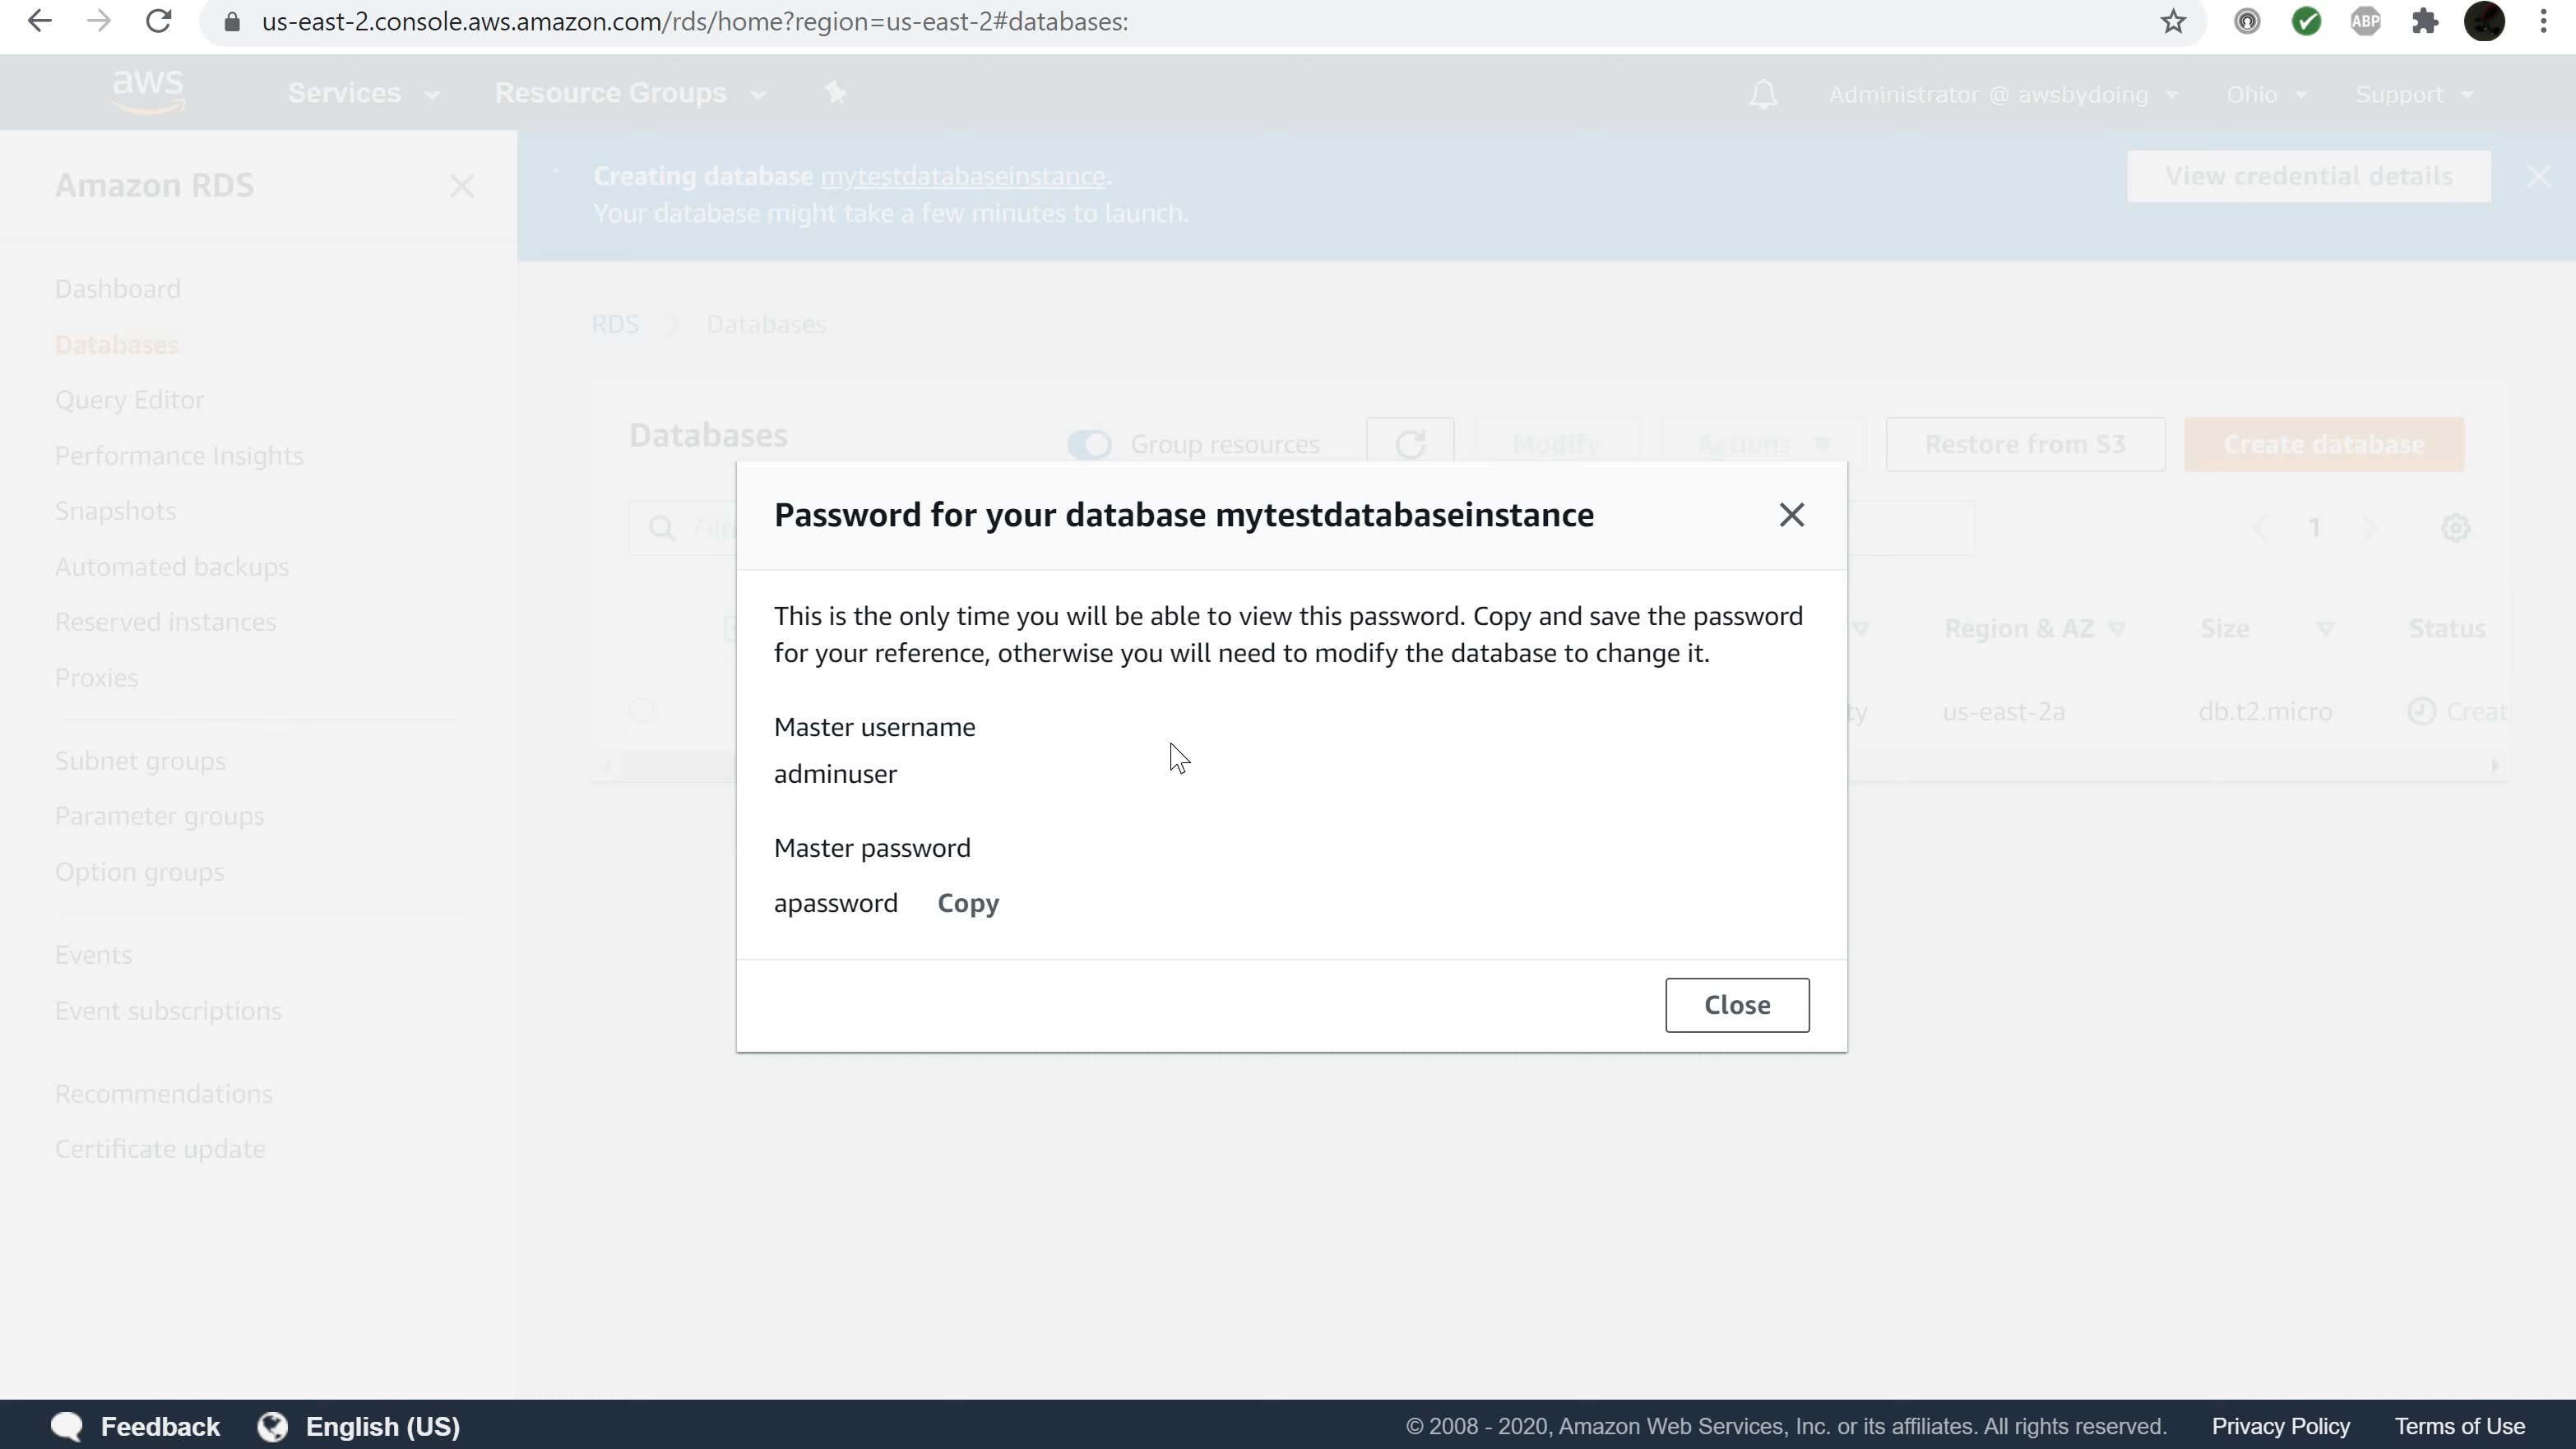 us-east-2.console.aws.amazon.com/rds/home?region=us-east-2#databases:
ABP
aws
Services
Resource Groups
Administrator @ awsbydoing
Ohio
Support
Amazon RDS
Creating database mytestdatabaseinstance.
Your database might take a few minutes to launch.
View credential details
Dashboard
Databases
Query Editor
Performance Insights
Snapshots
Automated backups
Reserved instances
Proxies
Subnet groups
Parameter groups
Option groups
Events
Event subscriptions
Recommendations
Certificate update
RDS
Databases
Databases
Group resources
Modify
Actions
Restore from S3
Create database
1
Region & AZ
Size
Status
us-east-2a
db.t2.micro
Creat
Password for your database mytestdatabaseinstance
This is the only time you will be able to view this password. Copy and save the password
for your reference, otherwise you will need to modify the database to change it.
Master username
adminuser
Master password
apassword
Copy
Close
Feedback
English (US)
© 2008 - 2020, Amazon Web Services, Inc. or its affiliates. All rights reserved.
Privacy Policy
Terms of Use